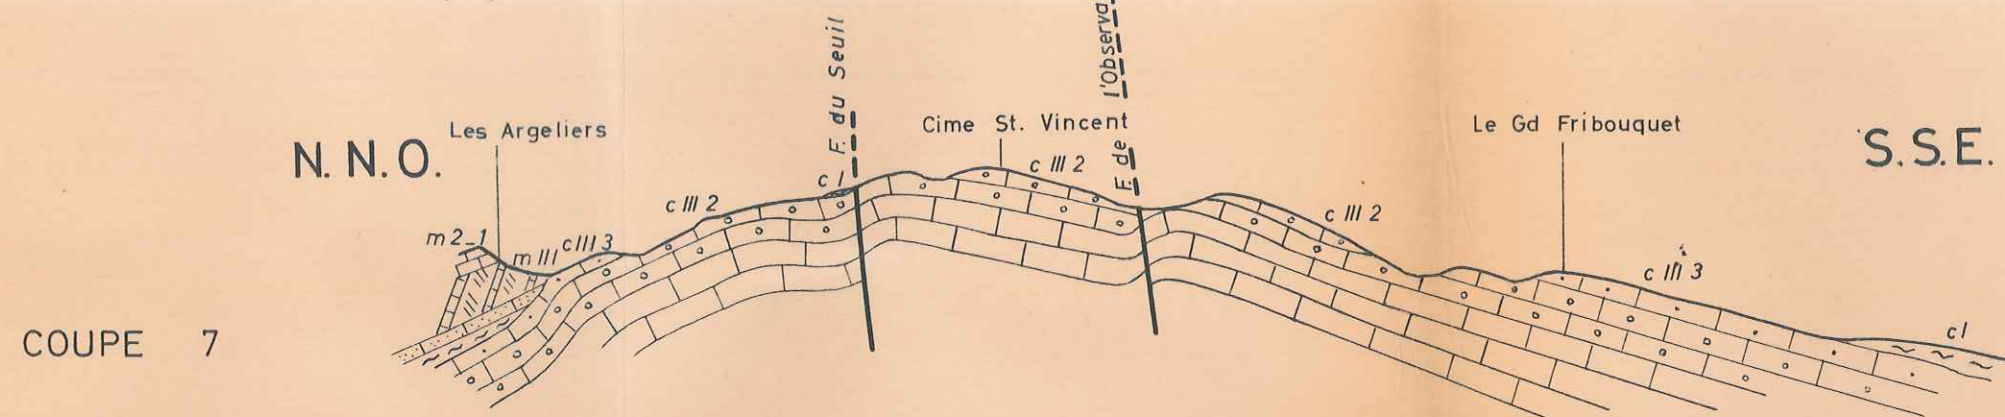 F. du Seuil
F. de l'Observa
N. N. O.
Les Argeliers
Cime St. Vincent
Le Gd Fribouquet
S. S. E.
c III 2
c I
c III 2
c III 2
m 2-1
m III
c III 3
c III 3
c I
COUPE 7